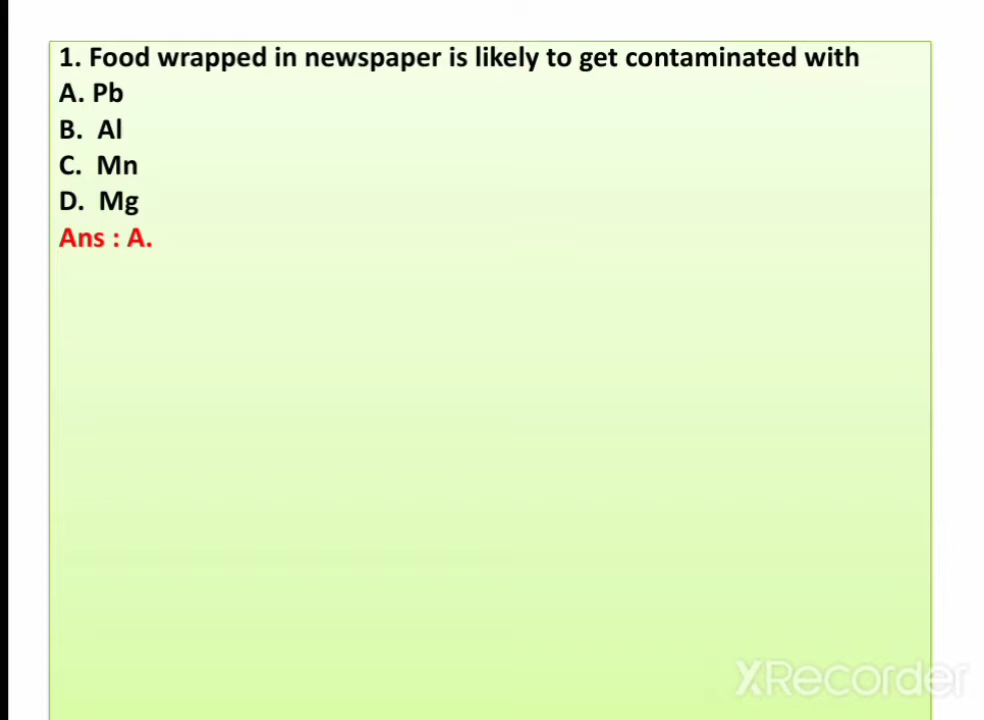 1. Food wrapped in newspaper is likely to get contaminated with
A. Pb
B. Al
C. Mn
D. Mg
Ans : A.
XRecorder